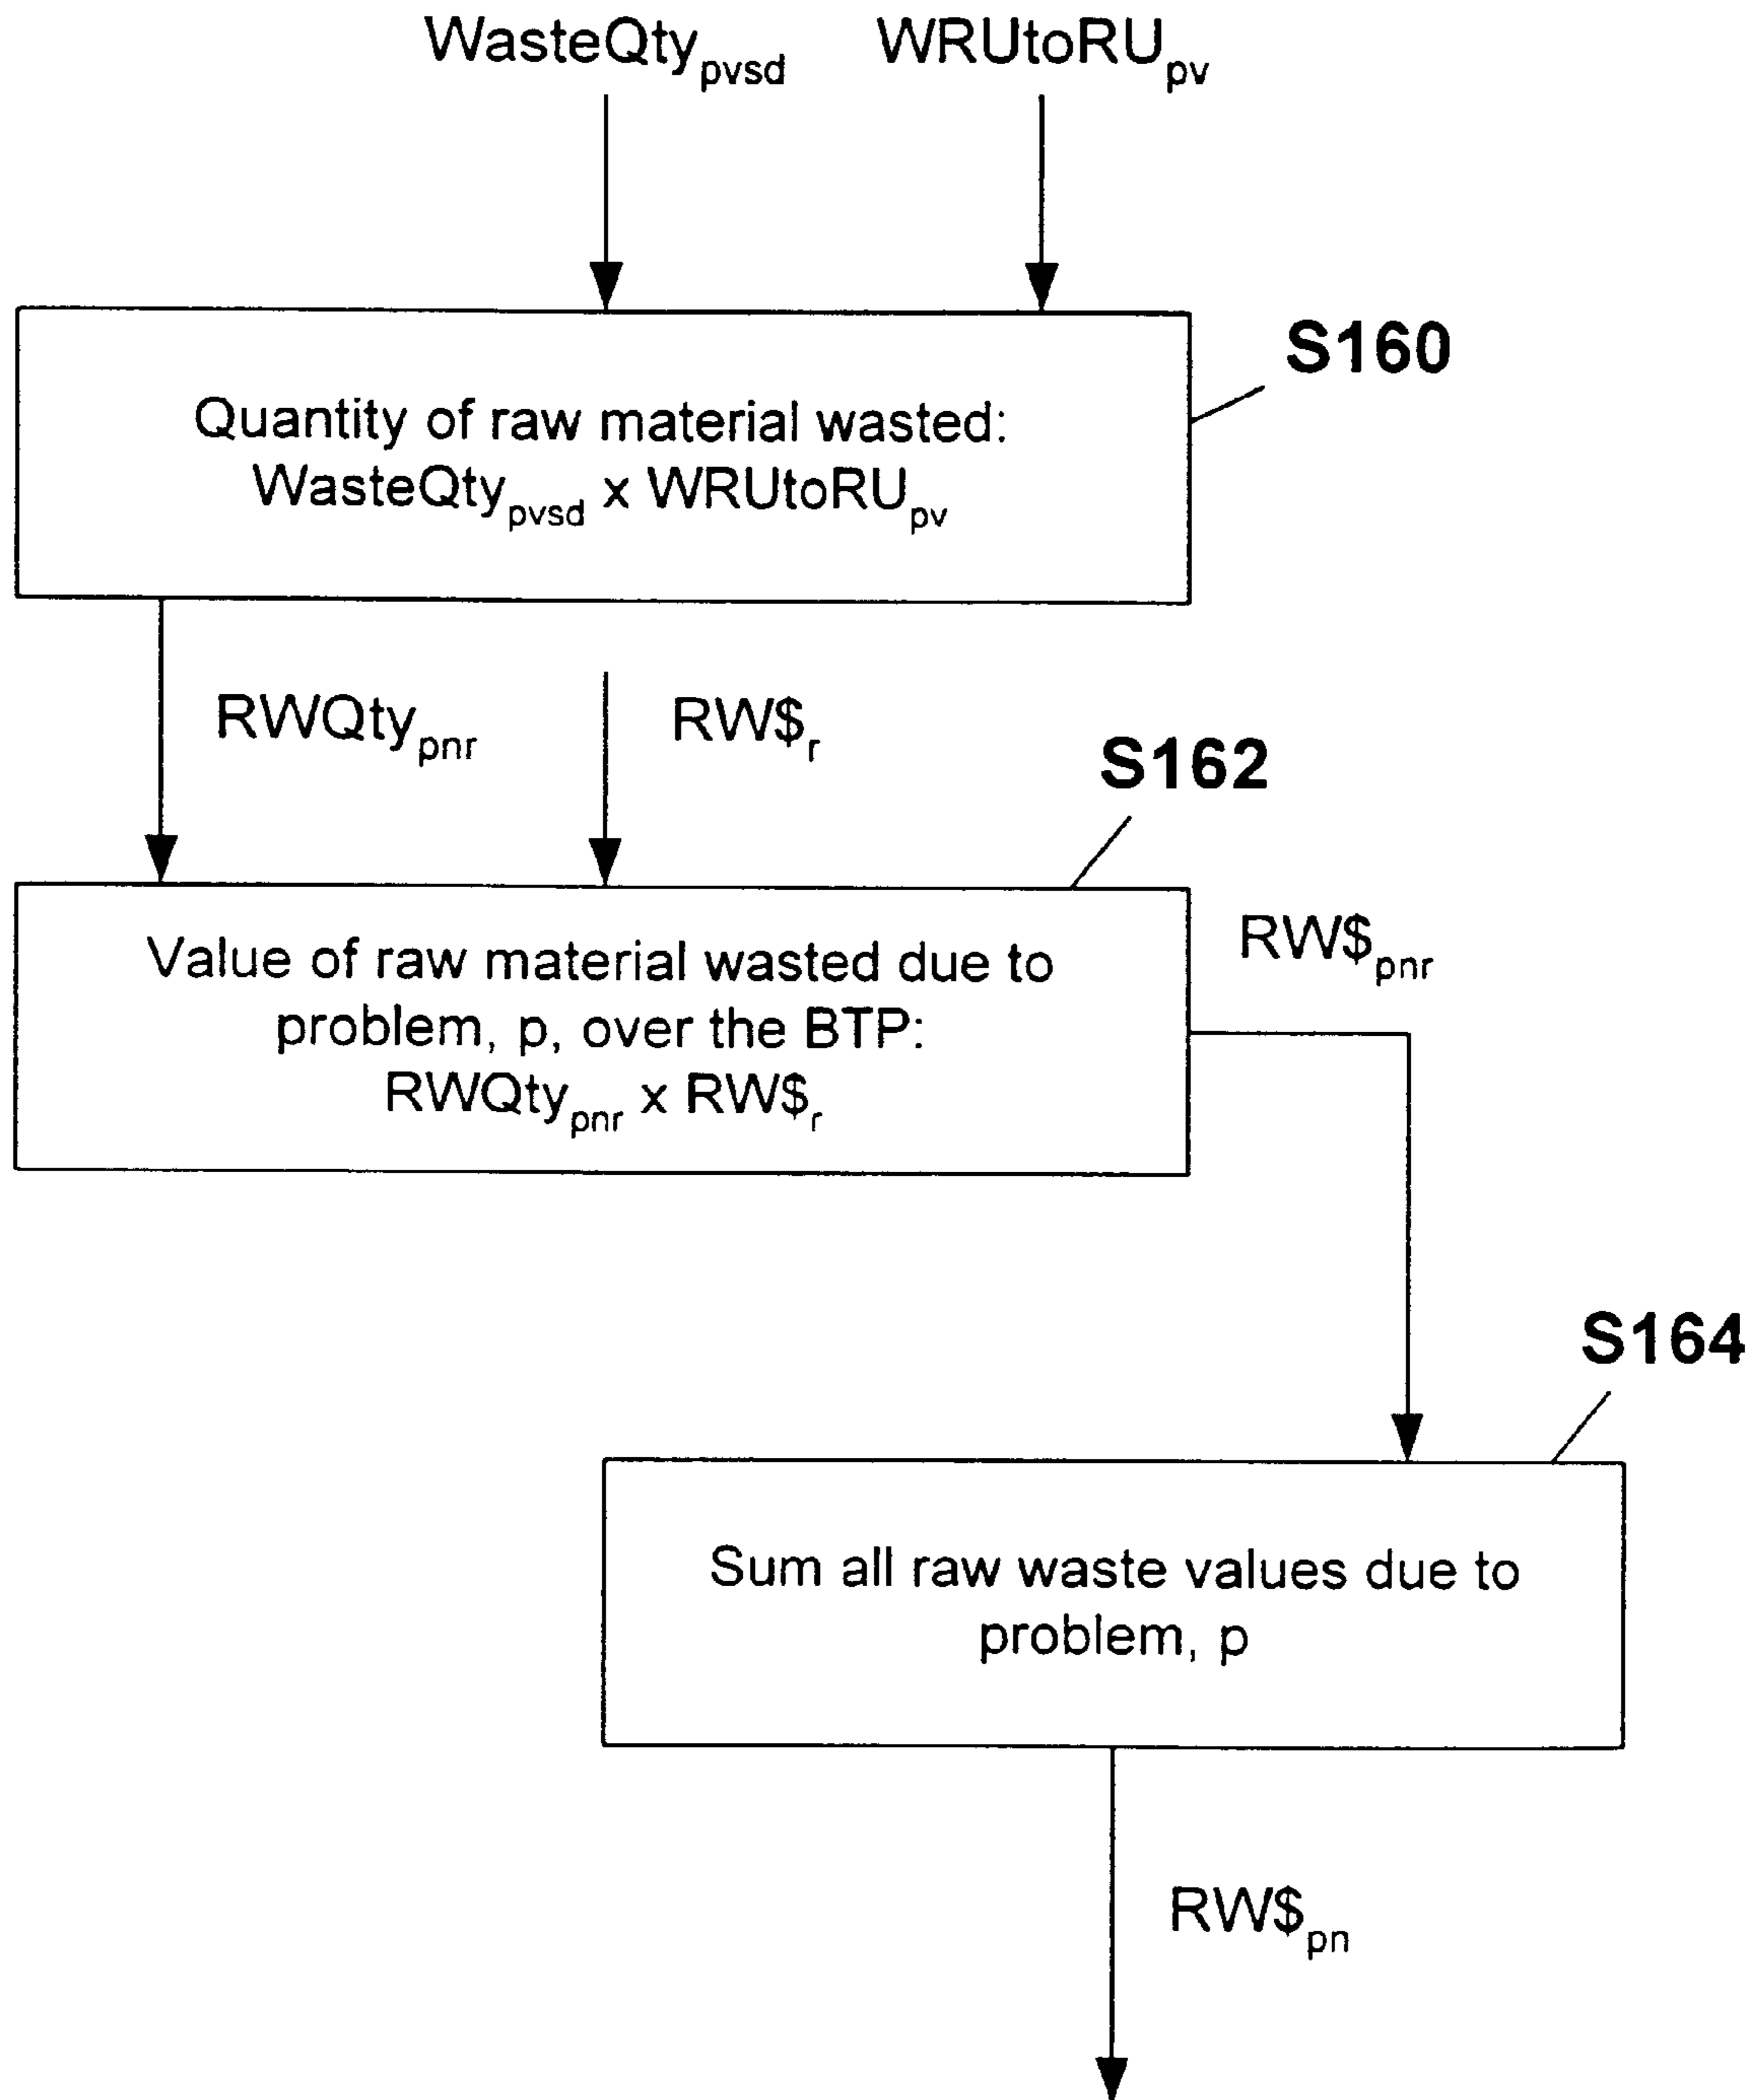 WasteQty_pvsd WRUtoRU_pv
S160
Quantity of raw material wasted:
WasteQty_pvsd x WRUtoRU_pv
RWQty_pnr RW$_r
S162
Value of raw material wasted due to
problem, p, over the BTP:
RWQty_pnr x RW$_r
RW$_pnr
S164
Sum all raw waste values due to
problem, p
RW$_pn